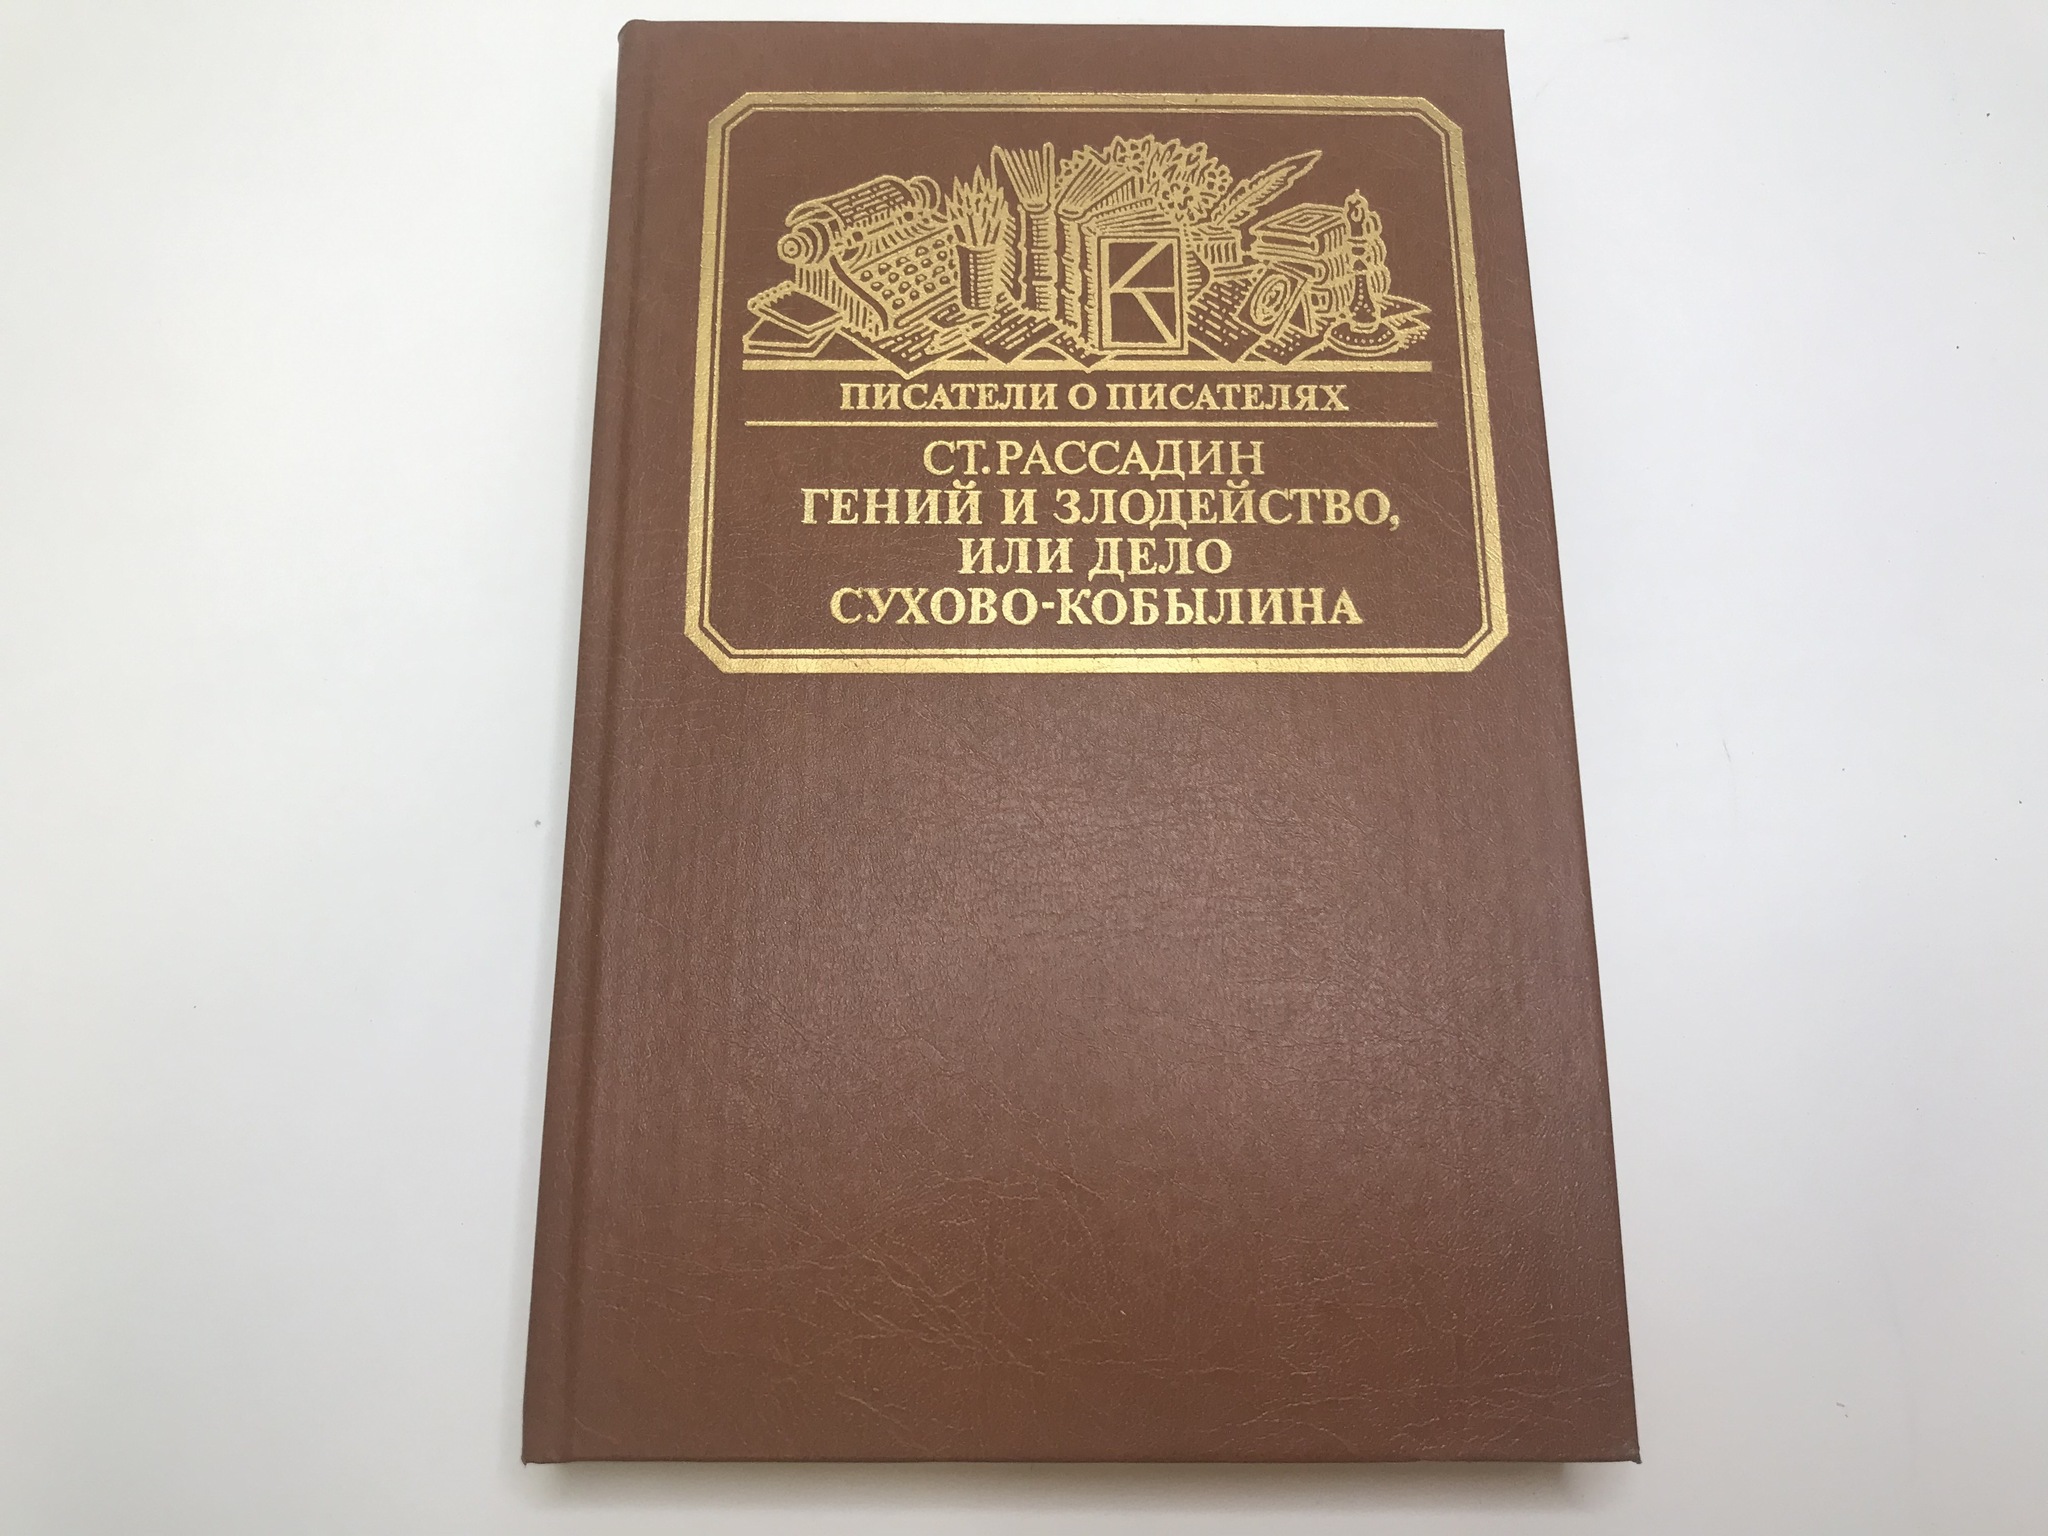 ПИСАТЕЛИ О ПИСАТЕЛЯХ
СТ. РАССАДИН
ГЕНИЙ И ЗЛОДЕЙСТВО,
ИЛИ ДЕЛО
СУХОВО-КОБЫЛИНА